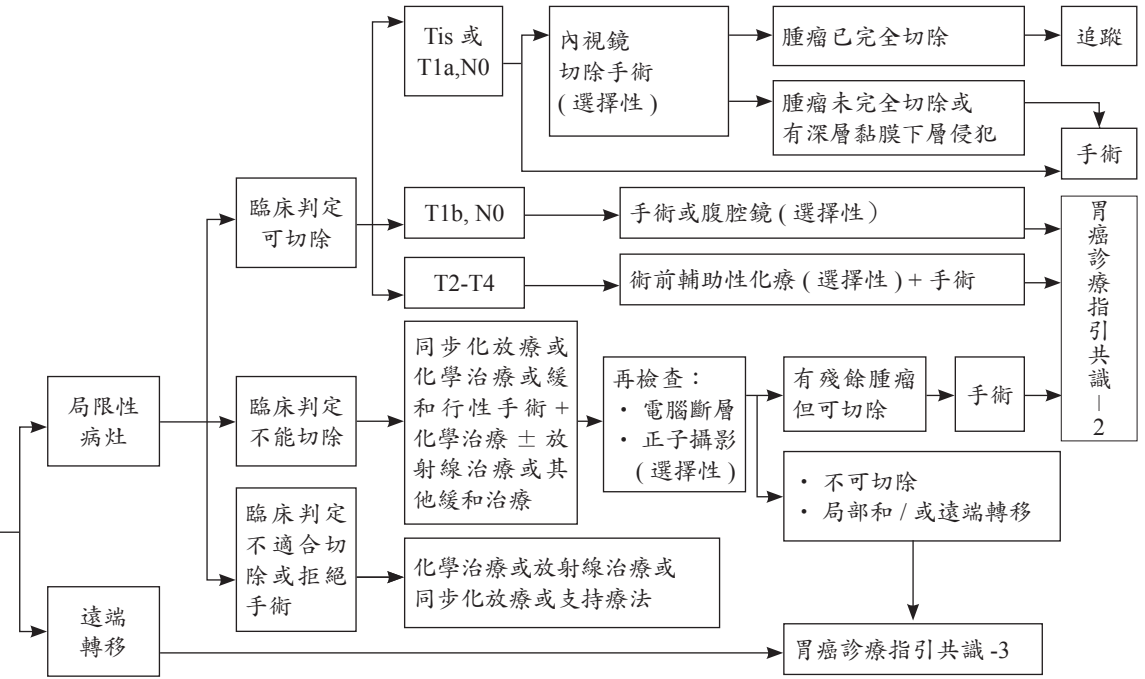 Tis 或
T1a,N0
內視鏡
切除手術
( 選擇性 )
腫瘤已完全切除
追蹤
腫瘤未完全切除或
有深層黏膜下層侵犯
手術
臨床判定
可切除
T1b, N0
手術或腹腔鏡 ( 選擇性）
T2-T4
術前輔助性化療 ( 選擇性 ) + 手術
胃癌診療指引共識－2
局限性
病灶
臨床判定
不能切除
同步化放療或
化學治療或緩
和行性手術 +
化學治療 ± 放
射線治療或其
他緩和治療
再檢查：
・ 電腦斷層
・ 正子攝影
( 選擇性 )
有殘餘腫瘤
但可切除
手術
・ 不可切除
・ 局部和 / 或遠端轉移
臨床判定
不適合切
除或拒絕
手術
化學治療或放射線治療或
同步化放療或支持療法
遠端
轉移
胃癌診療指引共識 -3